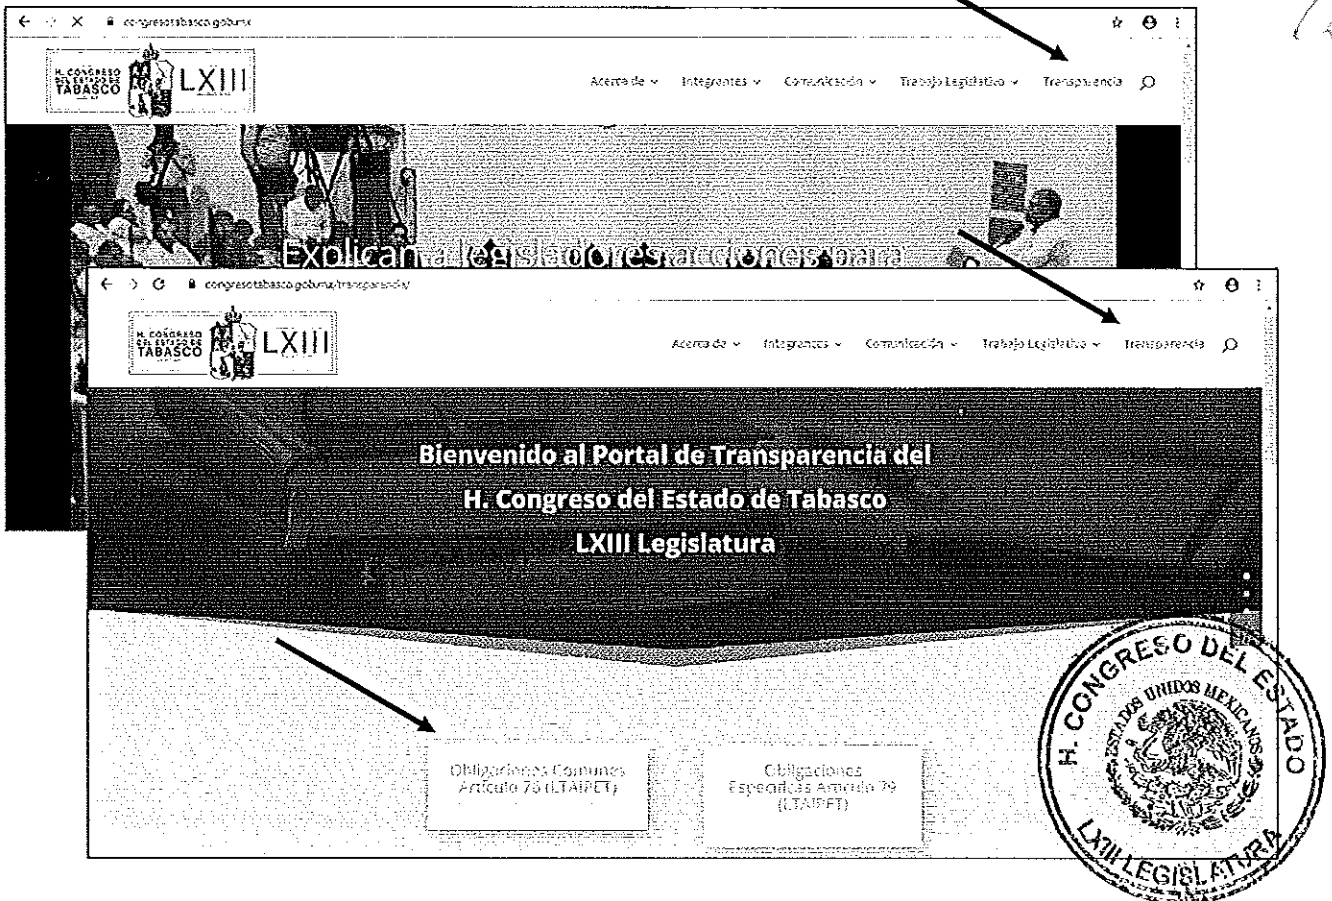 congresotabasco.gob.mx
H. CONGRESO
DEL ESTADO DE
TABASCO
LXIII
Acerca de Integrantes Comunicación Trabajo Legislativo Transparencia
Explican a legisladores acciones para
congresotabasco.gob.mx/transparencia/
H. CONGRESO
DEL ESTADO DE
TABASCO
LXIII
Acerca de Integrantes Comunicación Trabajo Legislativo Transparencia
Bienvenido al Portal de Transparencia del
H. Congreso del Estado de Tabasco
LXIII Legislatura
Obligaciones Comunes
Artículo 76 (LTAIPET)
Obligaciones
Específicas Artículo 79
(LTAIPET)
H. CONGRESO DEL ESTADO
ESTADOS UNIDOS MEXICANOS
LXIII LEGISLATURA